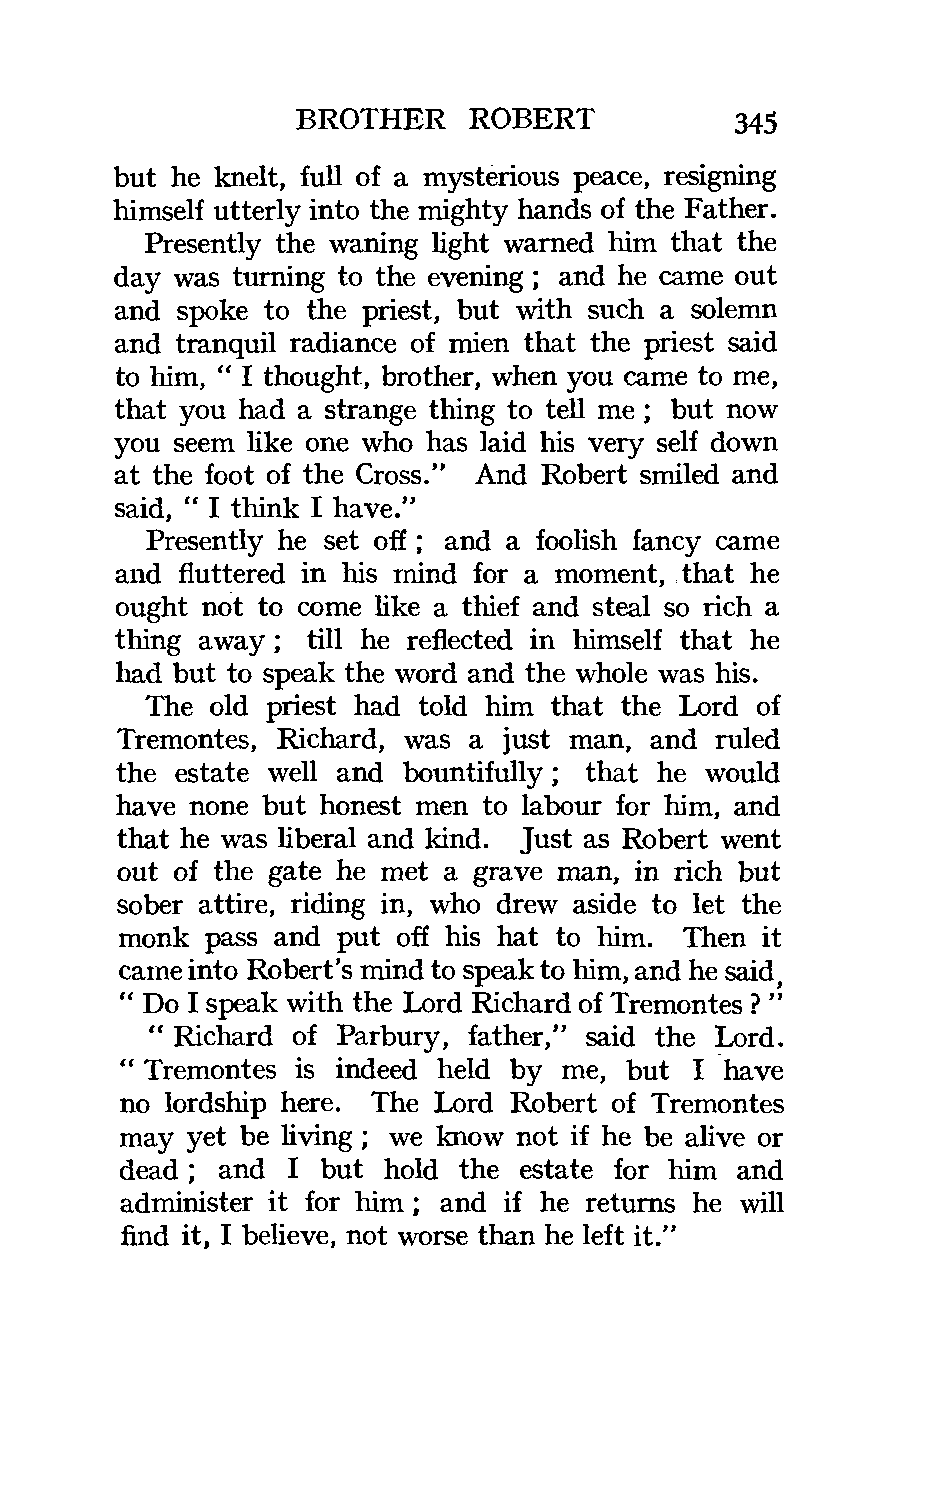 BROTHER ROBERT 345
but he knelt, full of a mysterious peace, resigning
himself utterly into the mighty hands of the Father.
Presently the waning light warned him that the
day was turning to the evening ; and he came out
and spoke to the priest, but with such a solemn
and tranquil radiance of mien that the priest said
to him, “ I thought, brother, when you came to me,
that you had a strange thing to tell me ; but now
you seem like one who has laid his very self down
at the foot of the Cross.” And Robert smiled and
said, “ I think I have.”
Presently he set off ; and a foolish fancy came
and fluttered in his mind for a moment, that he
ought not to come like a thief and steal so rich a
thing away ; till he reflected in himself that he
had but to speak the word and the whole was his.
The old priest had told him that the Lord of
Tremontes, Richard, was a just man, and ruled
the estate well and bountifully ; that he would
have none but honest men to labour for him, and
that he was liberal and kind. Just as Robert went
out of the gate he met a grave man, in rich but
sober attire, riding in, who drew aside to let the
monk pass and put off his hat to him. Then it
came into Robert’s mind to speak to him, and he said,
“ Do I speak with the Lord Richard of Tremontes ? ”
“ Richard of Parbury, father,” said the Lord.
“ Tremontes is indeed held by me, but I have
no lordship here. The Lord Robert of Tremontes
may yet be living ; we know not if he be alive or
dead ; and I but hold the estate for him and
administer it for him ; and if he returns he will
find it, I believe, not worse than he left it.”